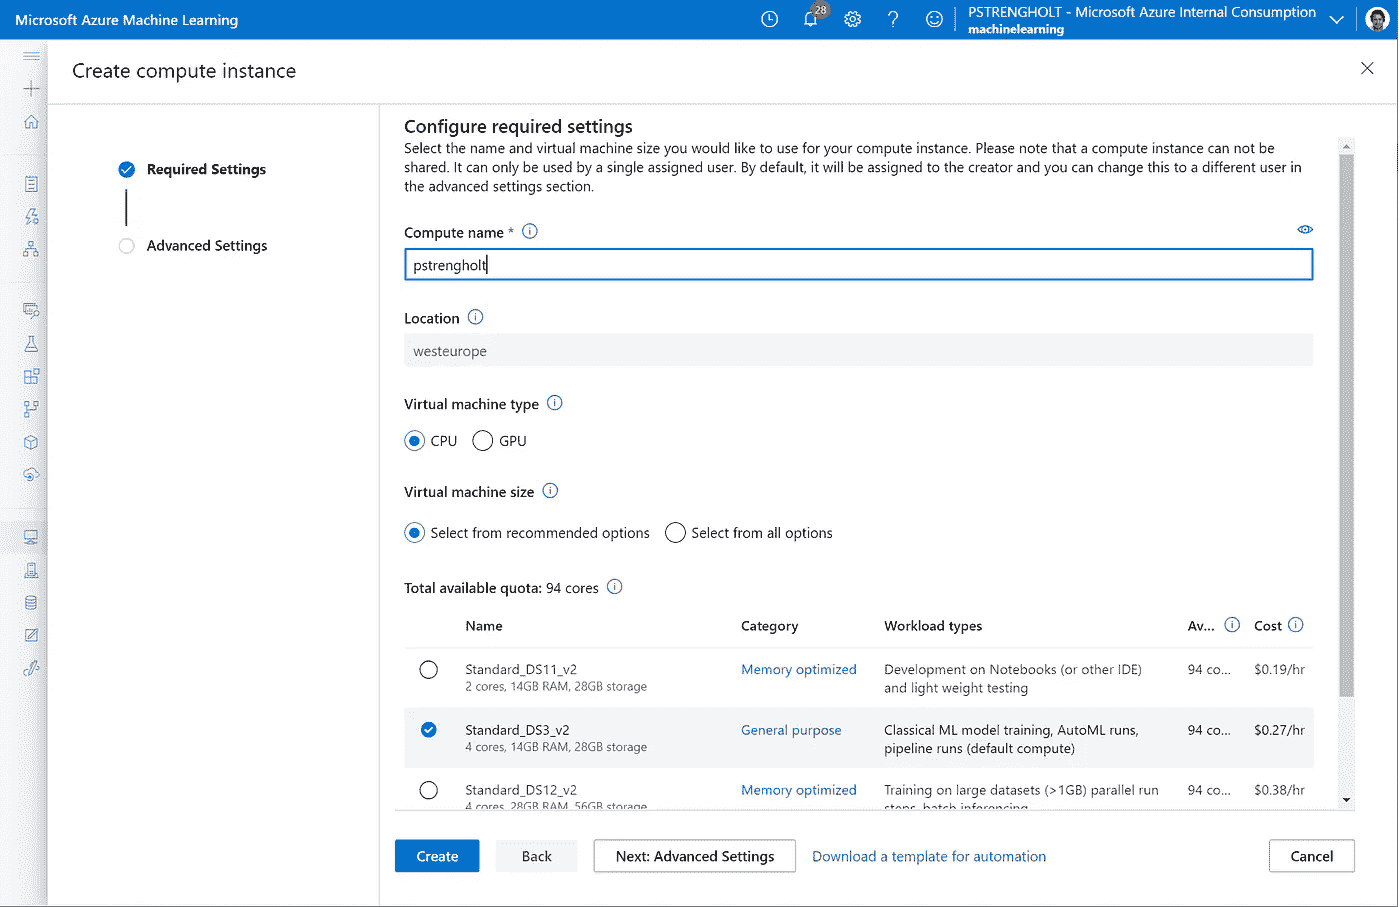 Microsoft Azure Machine Learning
28
PSTRENGHOLT - Microsoft Azure Internal Consumption
machinelearning
Create compute instance
Required Settings
Advanced Settings
Configure required settings
Select the name and virtual machine size you would like to use for your compute instance. Please note that a compute instance can not be
shared. It can only be used by a single assigned user. By default, it will be assigned to the creator and you can change this to a different user in
the advanced settings section.
Compute name *
pstrengholt
Location
westeurope
Virtual machine type
CPU GPU
Virtual machine size
Select from recommended options Select from all options
Total available quota: 94 cores
Name Category Workload types Av... Cost
Standard_DS11_v2 Memory optimized Development on Notebooks (or other IDE) 94 co... $0.19/hr
2 cores, 14GB RAM, 28GB storage and light weight testing
Standard_DS3_v2 General purpose Classical ML model training, AutoML runs, 94 co... $0.27/hr
4 cores, 14GB RAM, 28GB storage pipeline runs (default compute)
Standard_DS12_v2 Memory optimized Training on large datasets (>1GB) parallel run 94 co... $0.38/hr
4 cores, 28GB RAM, 56GB storage steps, batch inferencing
Create Back Next: Advanced Settings Download a template for automation Cancel